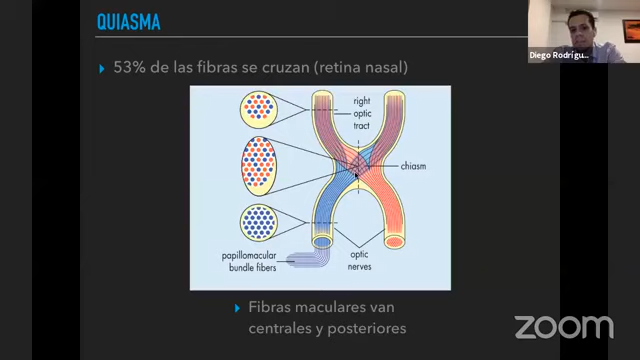 QUIASMA
Diego Rodrígu...
53% de las fibras se cruzan (retina nasal)
right
optic
tract
chiasm
papillomacular
bundle fibers
optic
nerves
Fibras maculares van
centrales y posteriores
zoom